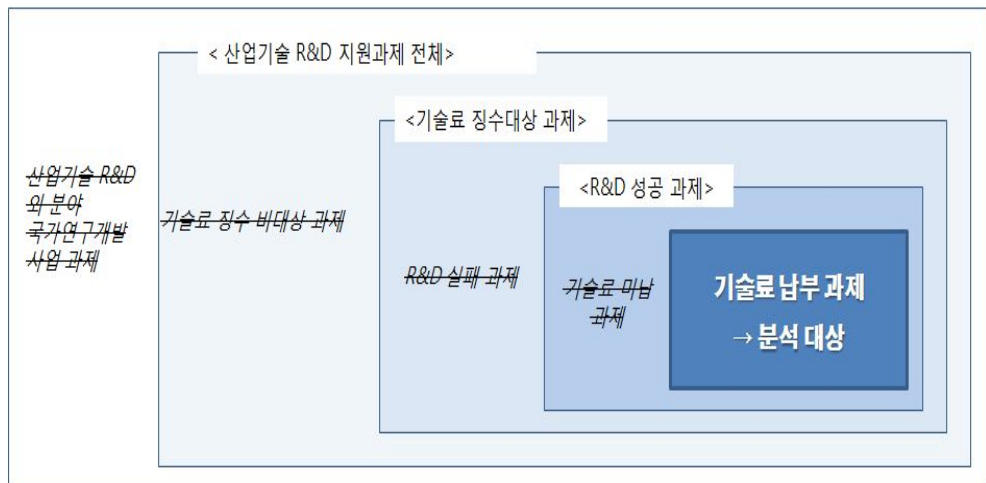 < 산업기술 R&D 지원과제 전체>
<기술료 징수대상 과제>
<R&D 성공 과제>
산업기술 R&D
외 분야
국가연구개발
사업 과제
기술료 징수 비대상 과제
R&D 실패 과제
기술료 미납
과제
기술료 납부 과제
→ 분석 대상